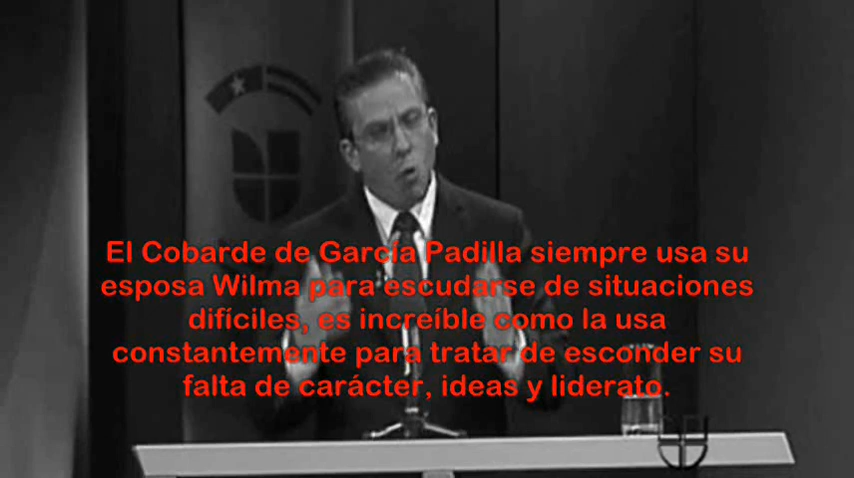 El Cobarde de García Padilla siempre usa su
esposa Wilma para escudarse de situaciones
difíciles, es increíble como la usa
constantemente para tratar de esconder su
falta de carácter, ideas y liderato.